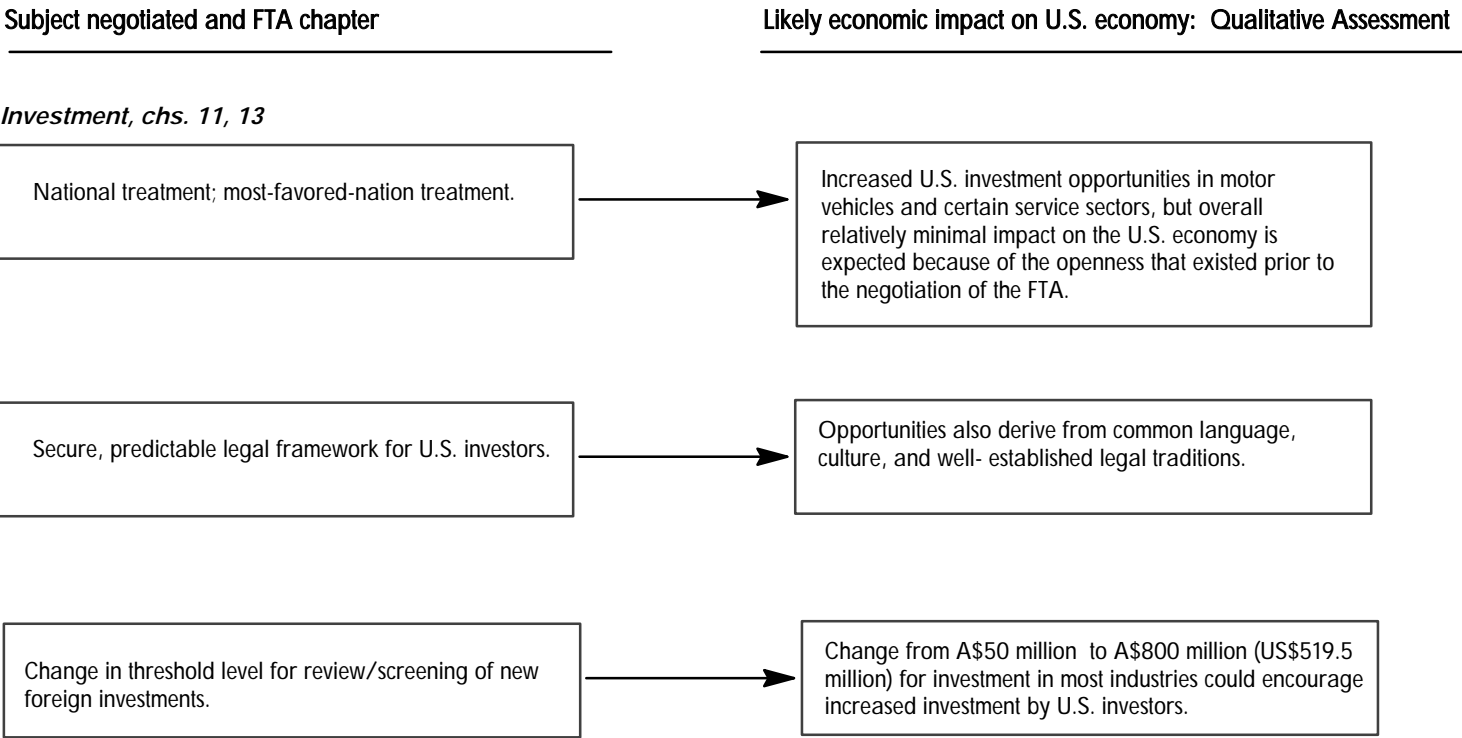 Subject negotiated and FTA chapter
Likely economic impact on U.S. economy: Qualitative Assessment
Investment, chs. 11, 13
National treatment; most-favored-nation treatment.
Increased U.S. investment opportunities in motor
vehicles and certain service sectors, but overall
relatively minimal impact on the U.S. economy is
expected because of the openness that existed prior to
the negotiation of the FTA.
Secure, predictable legal framework for U.S. investors.
Opportunities also derive from common language,
culture, and well- established legal traditions.
Change in threshold level for review/screening of new
foreign investments.
Change from A$50 million to A$800 million (US$519.5
million) for investment in most industries could encourage
increased investment by U.S. investors.